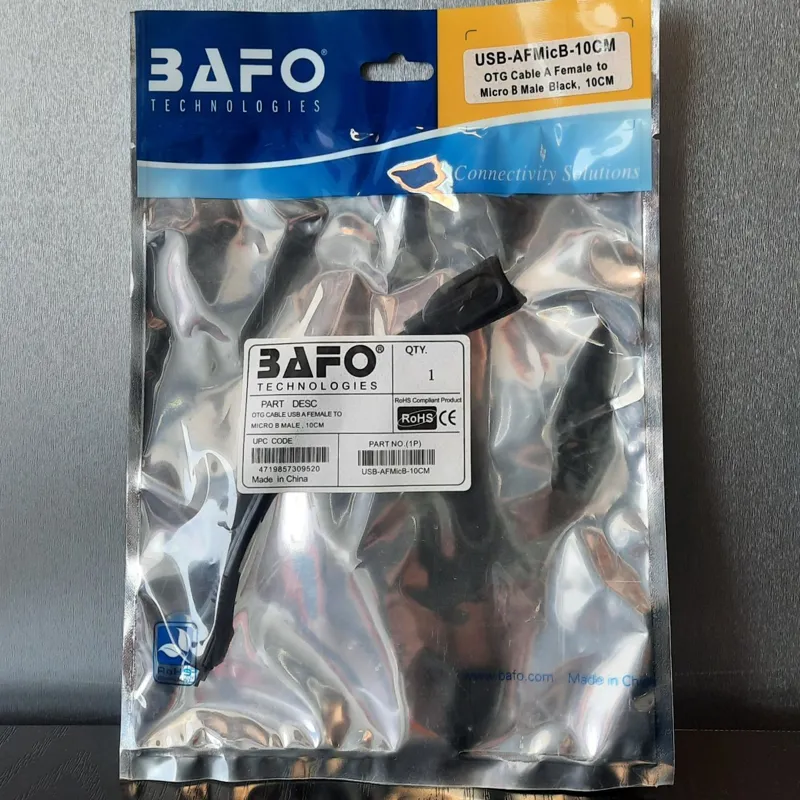 BAFO®
TECHNOLOGIES
USB-AFMicB-10CM
OTG Cable A Female to
Micro B Male Black, 10CM
Connectivity Solutions
BAFO®
TECHNOLOGIES
QTY.
1
PART DESC
OTG CABLE USB A FEMALE TO
MICRO B MALE , 10CM
RoHS Compliant Product
RoHS CE
UPC CODE
4719857309520
Made in China
PART NO.(1P)
USB-AFMicB-10CM
RoHS
www.bafo.com Made in